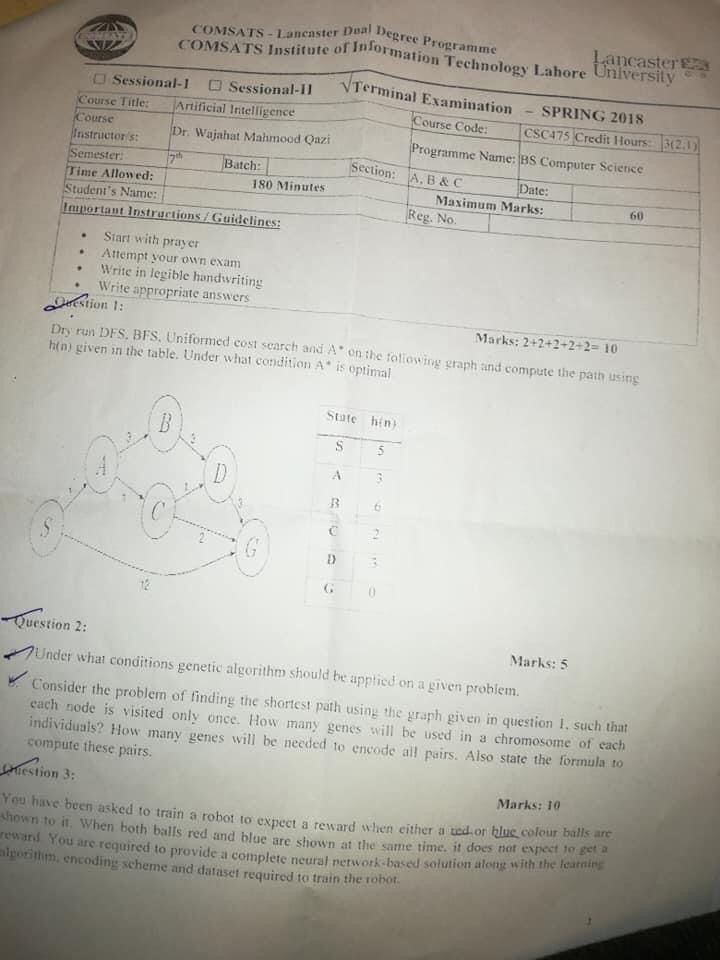 COMSATS - Lancaster Dual Degree Programme
COMSATS Institute of Information Technology Lahore
Lancaster
University
☐ Sessional-I ☐ Sessional-II √Terminal Examination – SPRING 2018
Course Title: Artificial Intelligence Course Code: CSC475 Credit Hours: 3(2,1)
Course
Instructor/s: Dr. Wajahat Mahmood Qazi Programme Name: BS Computer Science
Semester: 7th Batch: Section: A, B & C Date:
Time Allowed: 180 Minutes Maximum Marks: 60
Student's Name: Reg. No.
Important Instructions / Guidelines:
• Start with prayer
• Attempt your own exam
• Write in legible handwriting
• Write appropriate answers
Question 1:
Marks: 2+2+2+2+2= 10
Dry run DFS, BFS, Uniformed cost search and A* on the following graph and compute the path using
h(n) given in the table. Under what condition A* is optimal
State h(n)
S 5
A 3
B 6
C 2
D 3
G 0
B
3
3
A
D
1
1
1
C
3
S
2
G
12
Question 2:
Marks: 5
Under what conditions genetic algorithm should be applied on a given problem.
Consider the problem of finding the shortest path using the graph given in question 1, such that
each node is visited only once. How many genes will be used in a chromosome of each
individuals? How many genes will be needed to encode all pairs. Also state the formula to
compute these pairs.
Question 3:
Marks: 10
You have been asked to train a robot to expect a reward when either a red or blue colour balls are
shown to it. When both balls red and blue are shown at the same time, it does not expect to get a
reward. You are required to provide a complete neural network-based solution along with the learning
algorithm, encoding scheme and dataset required to train the robot.
1